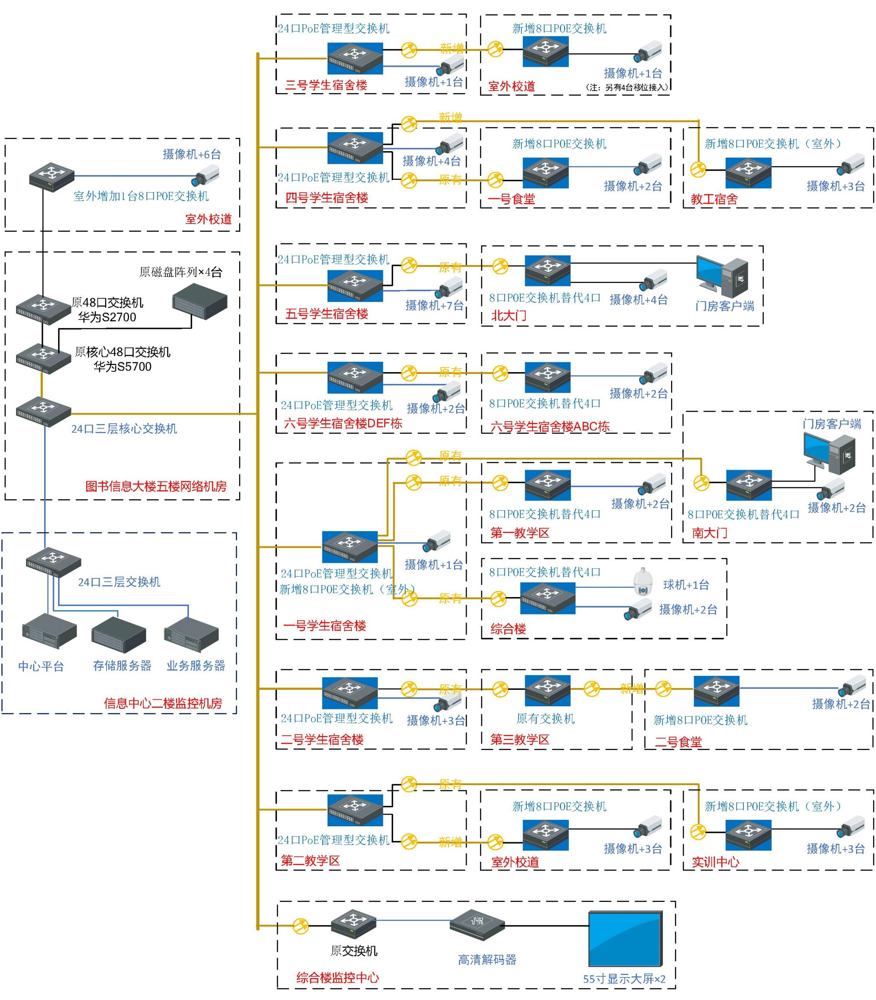 24口PoE管理型交换机
新增
摄像机+1台
三号学生宿舍楼
新增8口POE交换机
摄像机+1台
室外校道
（注：另有4台移位接入）
摄像机+6台
室外增加1台8口POE交换机
室外校道
新增
摄像机+4台
24口PoE管理型交换机
原有
四号学生宿舍楼
新增8口POE交换机
摄像机+2台
一号食堂
新增8口POE交换机（室外）
摄像机+3台
教工宿舍
原磁盘阵列×4台
原48口交换机
华为S2700
原核心48口交换机
华为S5700
24口三层核心交换机
图书信息大楼五楼网络机房
24口PoE管理型交换机
原有
摄像机+7台
五号学生宿舍楼
8口POE交换机替代4口
摄像机+4台
门房客户端
北大门
原有
24口PoE管理型交换机
摄像机+2台
六号学生宿舍楼DEF栋
摄像机+2台
8口POE交换机替代4口
六号学生宿舍楼ABC栋
原有
原有
摄像机+1台
24口PoE管理型交换机
新增8口POE交换机（室外）
原有
一号学生宿舍楼
摄像机+2台
8口POE交换机替代4口
第一教学区
门房客户端
摄像机+2台
8口POE交换机替代4口
南大门
8口POE交换机替代4口
球机+1台
摄像机+2台
综合楼
24口三层交换机
中心平台
存储服务器
业务服务器
信息中心二楼监控机房
原有
24口PoE管理型交换机
摄像机+3台
二号学生宿舍楼
原有交换机
第三教学区
新增
摄像机+2台
新增8口POE交换机
二号食堂
原有
24口PoE管理型交换机
新增
第二教学区
新增8口POE交换机
摄像机+3台
室外校道
新增8口POE交换机（室外）
摄像机+3台
实训中心
原交换机
高清解码器
55寸显示大屏×2
综合楼监控中心